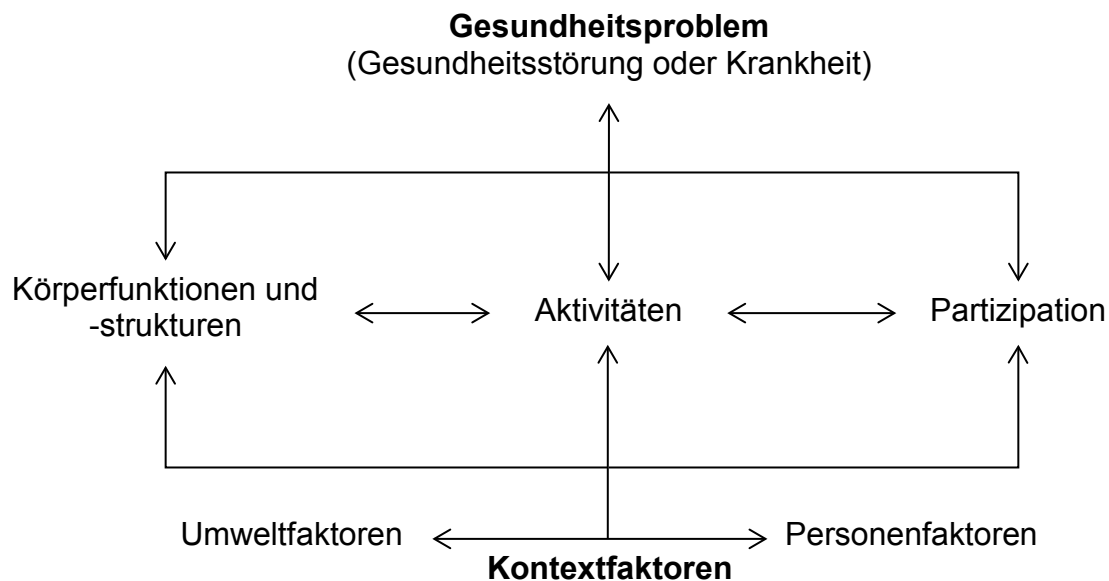 Gesundheitsproblem
(Gesundheitsstörung oder Krankheit)
Körperfunktionen und
-strukturen
Aktivitäten
Partizipation
Umweltfaktoren
Personenfaktoren
Kontextfaktoren